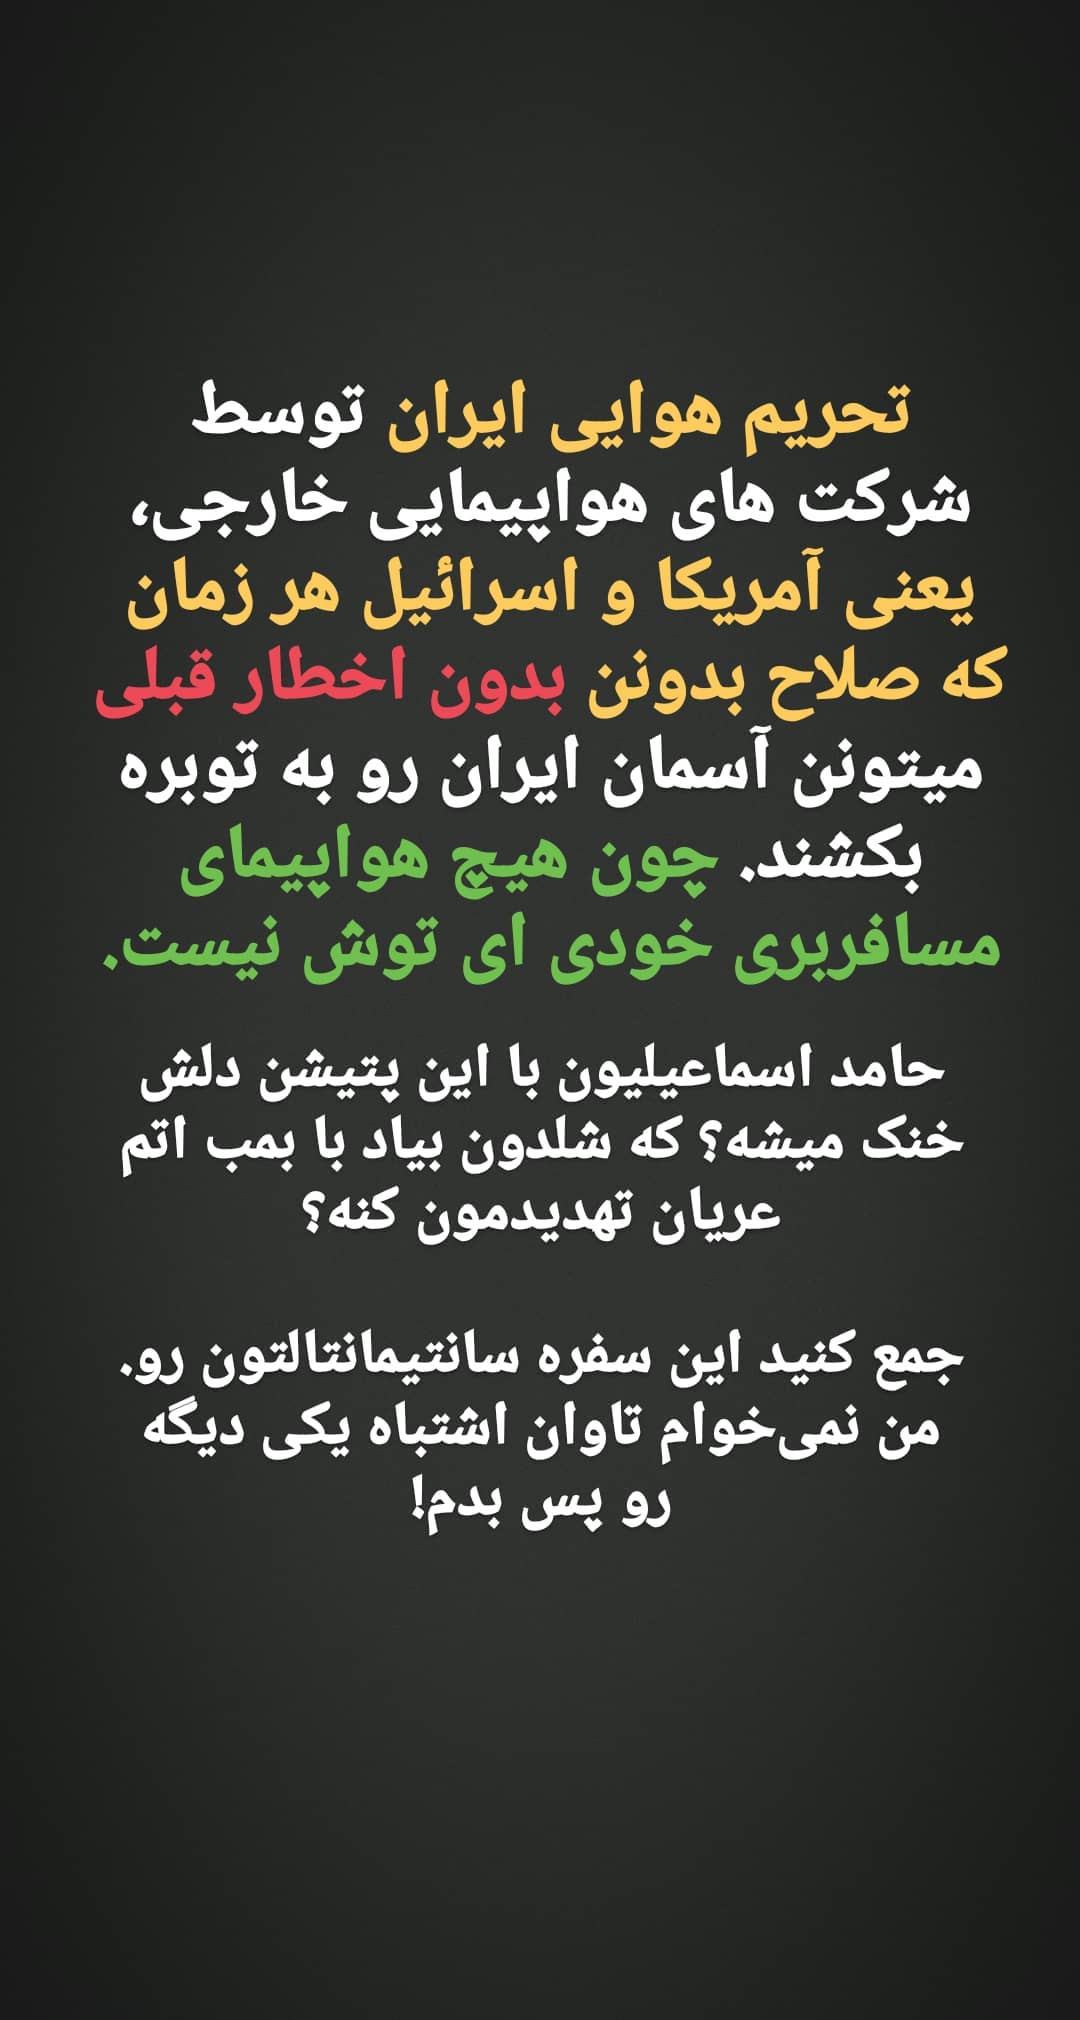 تحریم هوایی ایران توسط
شرکت های هواپیمایی خارجی،
یعنی آمریکا و اسرائیل هر زمان
که صلاح بدونن بدون اخطار قبلی
میتونن آسمان ایران رو به توبره
بکشند. چون هیچ هواپیمای
مسافربری خودی ای توش نیست.
حامد اسماعیلیون با این پتیشن دلش
خنک میشه؟ که شلدون بیاد با بمب اتم
عریان تهدیدمون کنه؟
جمع کنید این سفره سانتیمانتالتون رو.
من نمی‌خوام تاوان اشتباه یکی دیگه
رو پس بدم!